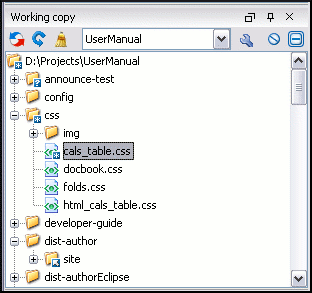 Working copy
UserManual
D:\Projects\UserManual
announce-test
config
css
img
cals_table.css
docbook.css
folds.css
html_cals_table.css
developer-guide
dist-author
site
dist-authorEclipse